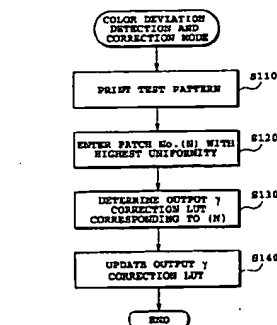 COLOR DEVIATION
DETECTION AND
CORRECTION MODE
PRINT TEST PATTERN
S110
ENTER PATCH No.(N) WITH
HIGHEST UNIFORMITY
S120
DETERMINE OUTPUT γ
CORRECTION LUT
CORRESPONDING TO (N)
S130
UPDATE OUTPUT γ
CORRECTION LUT
S140
END